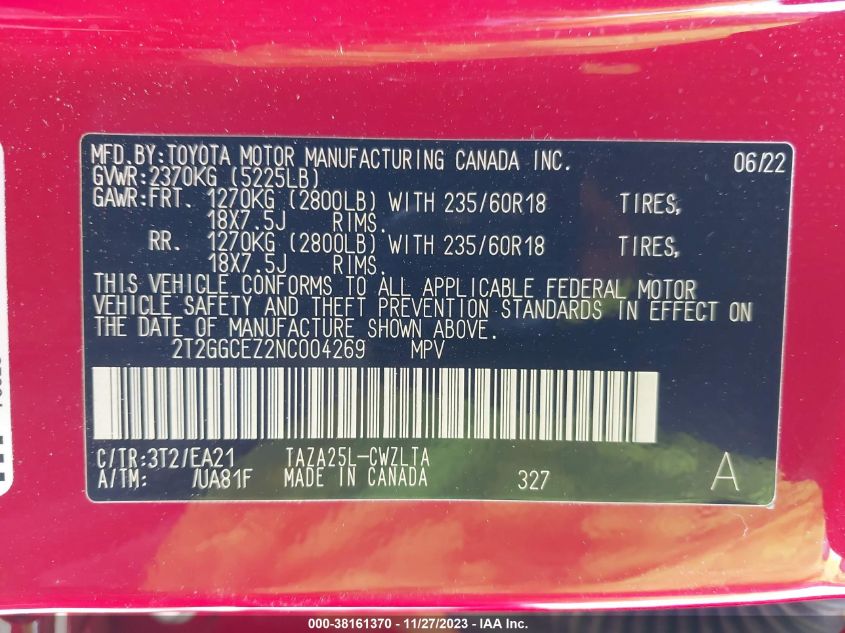 MFD.BY:TOYOTA MOTOR MANUFACTURING CANADA INC. 06/22
GVWR:2370KG (5225LB)
GAWR:FRT. 1270KG (2800LB) WITH 235/60R18 TIRES,
18X7.5J RIMS.
RR. 1270KG (2800LB) WITH 235/60R18 TIRES,
18X7.5J RIMS.
THIS VEHICLE CONFORMS TO ALL APPLICABLE FEDERAL MOTOR
VEHICLE SAFETY AND THEFT PREVENTION STANDARDS IN EFFECT ON
THE DATE OF MANUFACTURE SHOWN ABOVE.
2T2GGCEZ2NC004269 MPV
C/TR:3T2/EA21 TAZA25L-CWZLTA
A/TM: /UA81F MADE IN CANADA 327 A
000-38161370 - 11/27/2023 - IAA Inc.